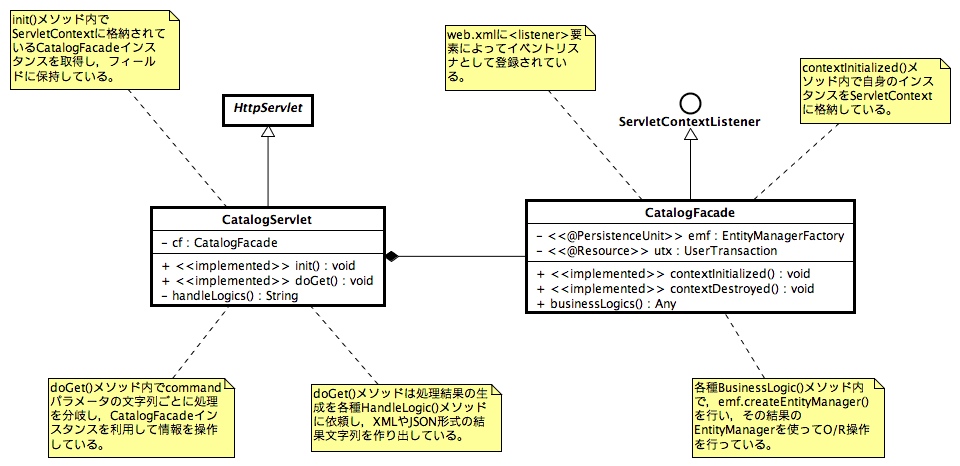 init()メソッド内で
ServletContextに格納されて
いるCatalogFacadeインス
タンスを取得し，フィール
ドに保持している。
web.xmlに<listener>要
素によってイベントリス
ナとして登録されてい
る。
contextInitialized()メ
ソッド内で自身のインス
タンスをServletContext
に格納している。
HttpServlet
ServletContextListener
CatalogServlet
- cf : CatalogFacade
+ <<implemented>> init() : void
+ <<implemented>> doGet() : void
- handleLogics() : String
CatalogFacade
- <<@PersistenceUnit>> emf : EntityManagerFactory
- <<@Resource>> utx : UserTransaction
+ <<implemented>> contextInitialized() : void
+ <<implemented>> contextDestroyed() : void
+ businessLogics() : Any
doGet()メソッド内でcommand
パラメータの文字列ごとに処理
を分岐し，CatalogFacadeイン
スタンスを利用して情報を操作
している。
doGet()メソッドは処理結果の生
成を各種HandleLogic()メソッド
に依頼し，XMLやJSON形式の結
果文字列を作り出している。
各種BusinessLogic()メソッド内
で，emf.createEntityManager()
を行い，その結果の
EntityManagerを使ってO/R操作
を行っている。